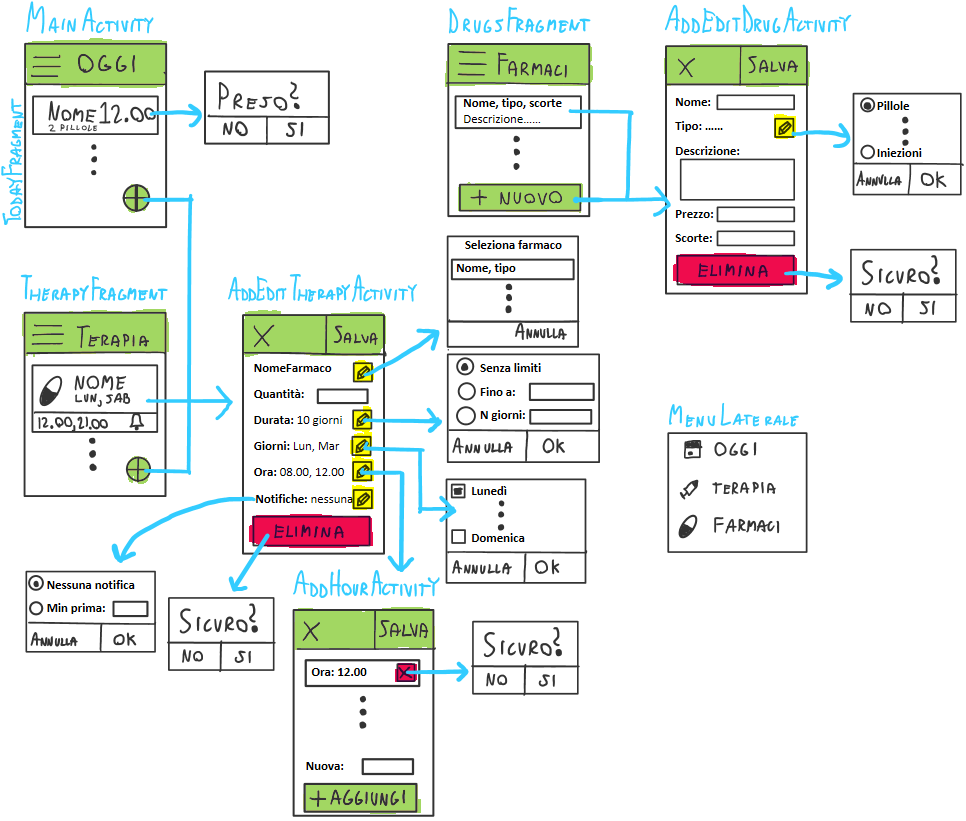 MainActivity
OGGI
TodayFragment
NOME 12.00
2 PILLOLE
PRESO?
NO SI
DrugsFragment
FARMACI
Nome, tipo, scorte
Descrizione......
+ NUOVO
AddEditDrugActivity
X SALVA
Nome:
Tipo: ......
Descrizione:
Prezzo:
Scorte:
ELIMINA
Pillole
Iniezioni
ANNULLA OK
SICURO?
NO SI
TherapyFragment
TERAPIA
NOME
LUN, SAB
12.00, 21.00
AddEditTherapyActivity
X SALVA
NomeFarmaco
Quantità:
Durata: 10 giorni
Giorni: Lun, Mar
Ora: 08.00, 12.00
Notifiche: nessuna
ELIMINA
Seleziona farmaco
Nome, tipo
ANNULLA
Senza limiti
Fino a:
N giorni:
ANNULLA OK
Lunedì
Domenica
ANNULLA OK
MenuLaterale
OGGI
TERAPIA
FARMACI
Nessuna notifica
Min prima:
ANNULLA OK
SICURO?
NO SI
AddHourActivity
X SALVA
Ora: 12.00
Nuova:
+ AGGIUNGI
SICURO?
NO SI